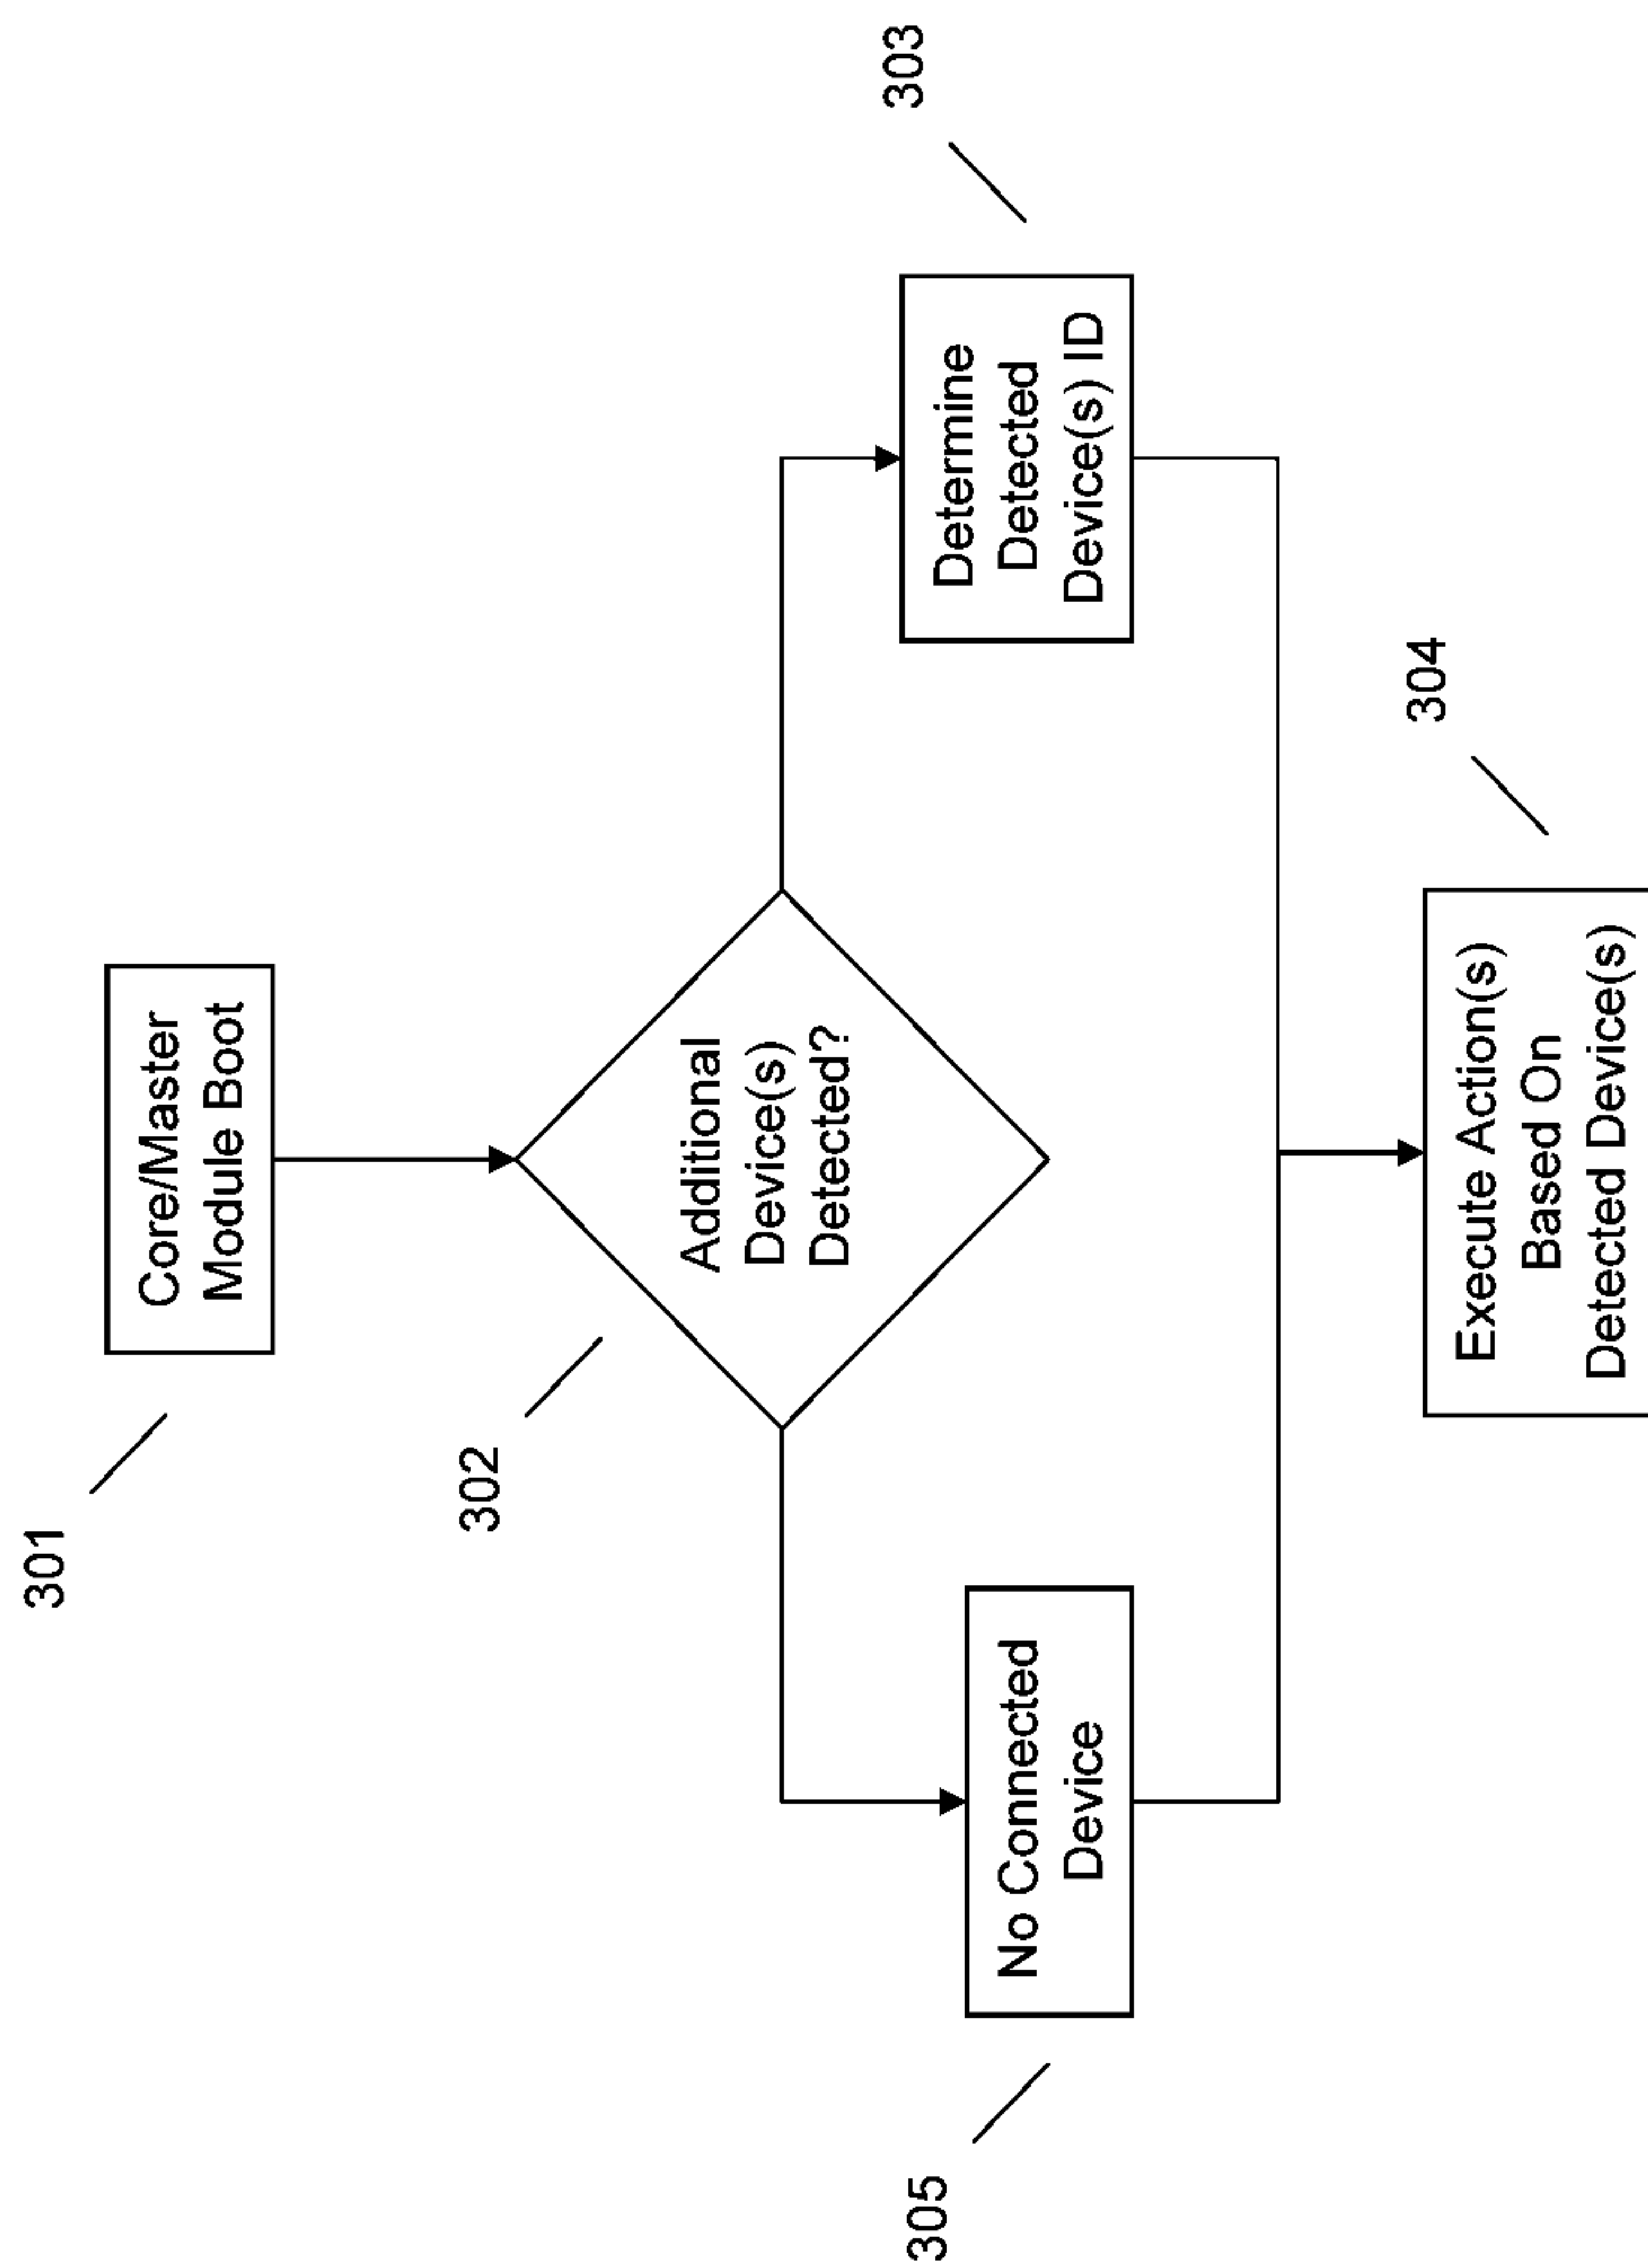 301
Core/Master
Module Boot
302
Additional
Device(s)
Detected?
303
Determine
Detected
Device(s) ID
305
No Connected
Device
304
Execute Action(s)
Based On
Detected Device(s)